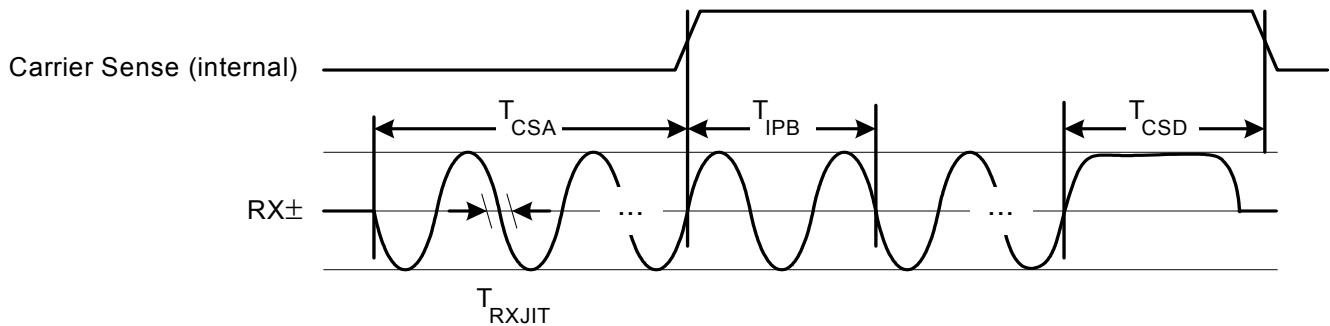 Carrier Sense (internal)
TCSA
TIPB
TCSD
RX±
...
...
TRXJIT